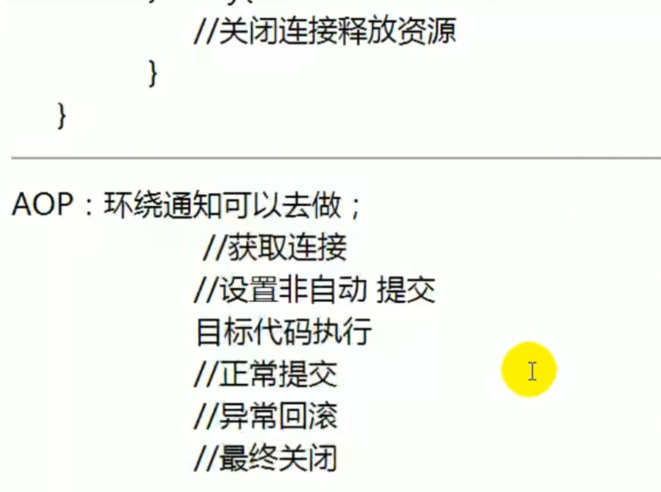 //关闭连接释放资源
}
}
AOP：环绕通知可以去做；
//获取连接
//设置非自动 提交
目标代码执行
//正常提交
//异常回滚
//最终关闭